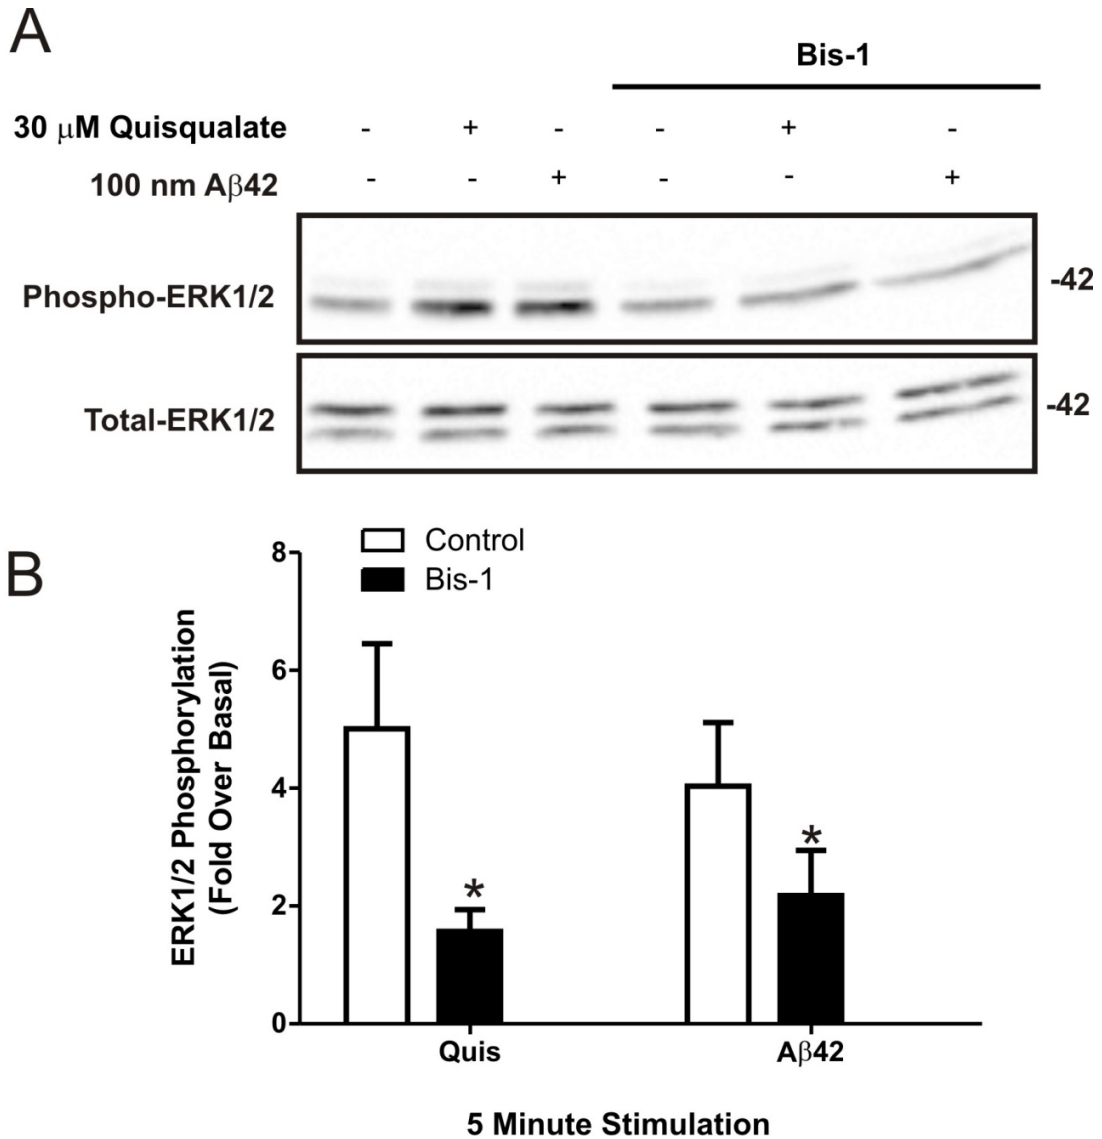 A
Bis-1
30 μM Quisqualate - + - - + -
100 nm Aβ42 - - + - - +
Phospho-ERK1/2 -42
Total-ERK1/2 -42
B
Control
Bis-1
ERK1/2 Phosphorylation
(Fold Over Basal)
8
6
4
2
0
*
*
Quis Aβ42
5 Minute Stimulation